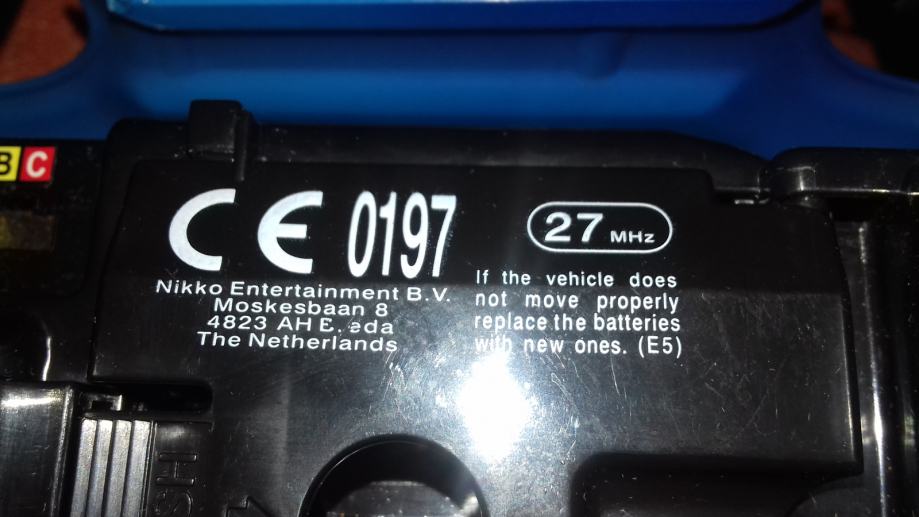 B C
CE 0197
27 MHz
Nikko Entertainment B.V.
Moskesbaan 8
4823 AH
The Netherlands
If the vehicle does
not move properly
replace the batteries
with new ones. (E5)
SH